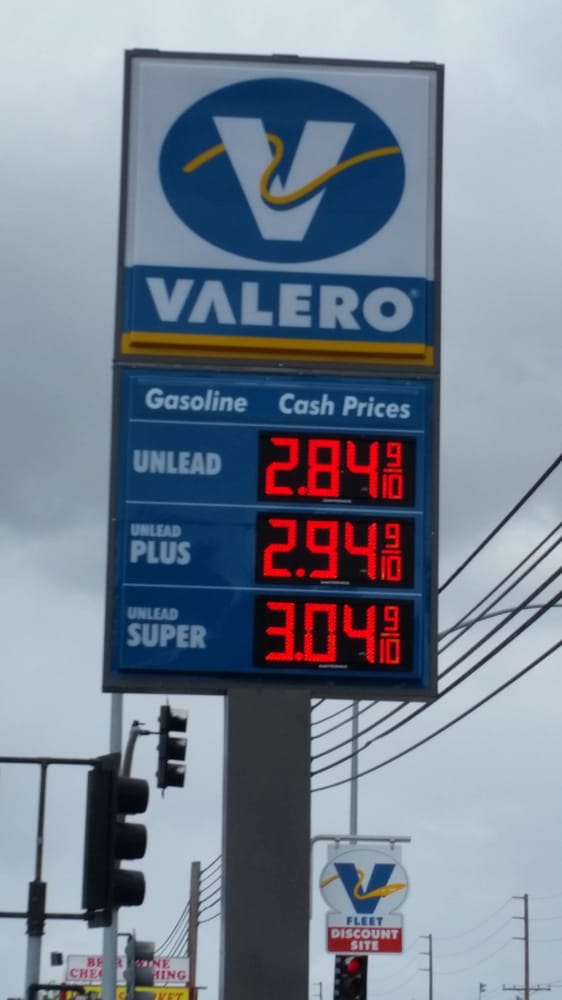 VALERO
Gasoline Cash Prices
UNLEAD 2.84 9/10
UNLEAD
PLUS 2.94 9/10
UNLEAD
SUPER 3.04 9/10
FLEET
DISCOUNT
SITE